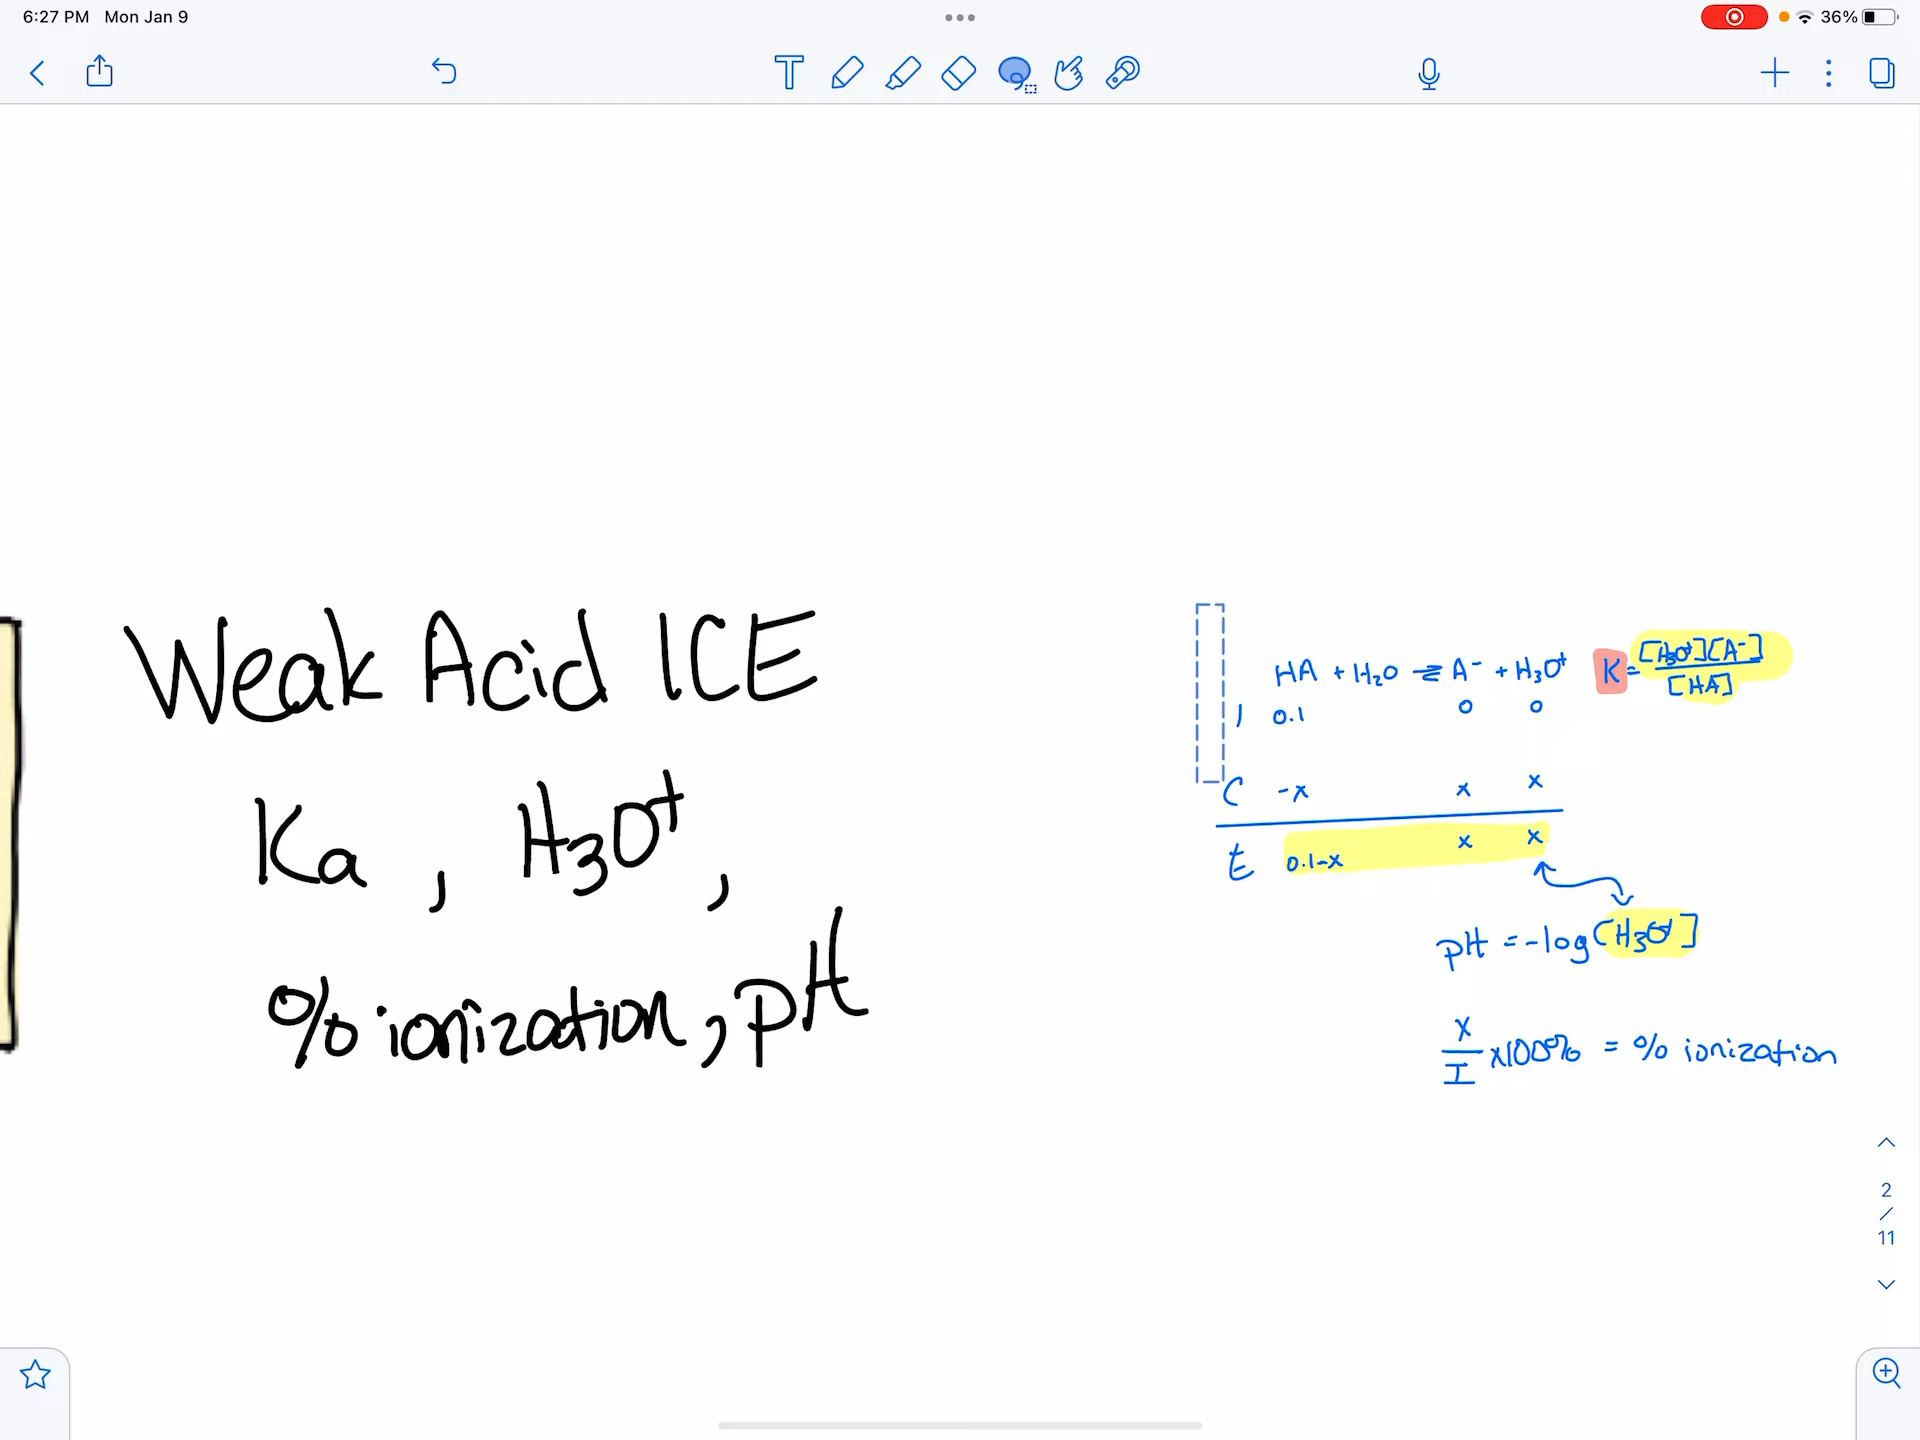 6:27 PM Mon Jan 9
36%
T
Weak Acid ICE
Ka, H₃O⁺,
% ionization, pH
HA + H₂O ⇌ A⁻ + H₃O⁺ K = [H₃O⁺][A⁻] / [HA]
I 0.1 0 0
C -x x x
E 0.1-x x x
pH = -log[H₃O⁺]
x/I x100% = % ionization
2
/
11